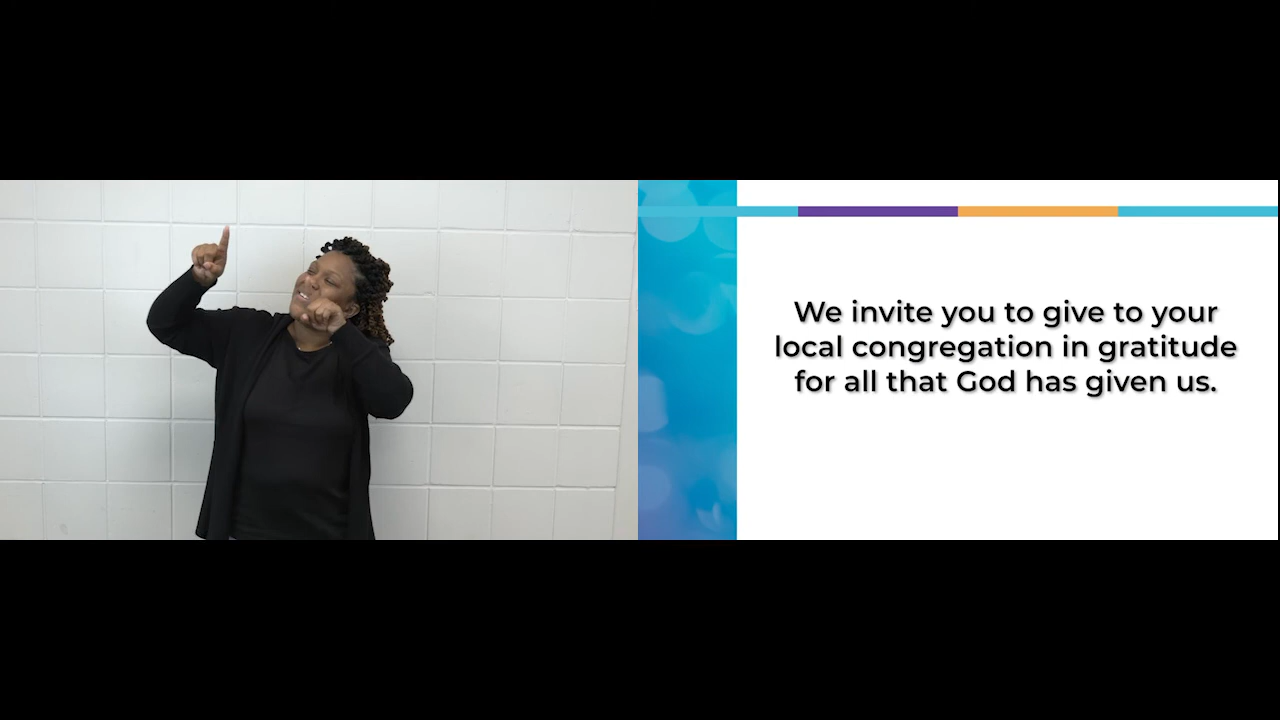 We invite you to give to your
local congregation in gratitude
for all that God has given us.